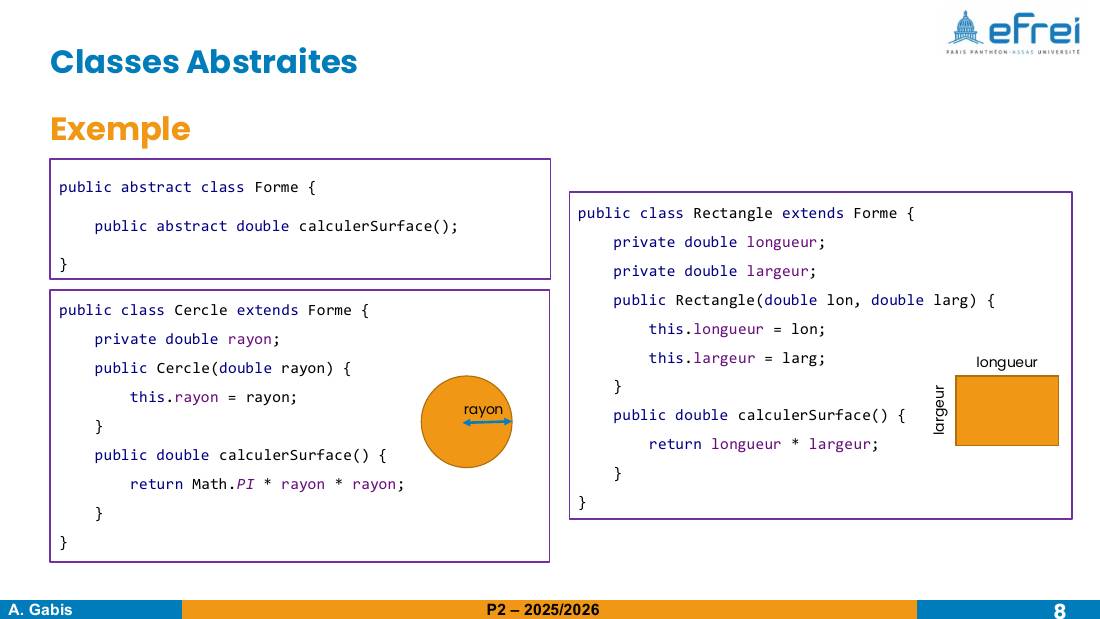 efrei
PARIS PANTHÉON-ASSAS UNIVERSITÉ
Classes Abstraites
Exemple
public abstract class Forme {
public abstract double calculerSurface();
}
public class Cercle extends Forme {
private double rayon;
public Cercle(double rayon) {
this.rayon = rayon;
}
public double calculerSurface() {
return Math.PI * rayon * rayon;
}
}
rayon
public class Rectangle extends Forme {
private double longueur;
private double largeur;
public Rectangle(double lon, double larg) {
this.longueur = lon;
this.largeur = larg;
}
public double calculerSurface() {
return longueur * largeur;
}
}
longueur
largeur
A. Gabis
P2 – 2025/2026
8